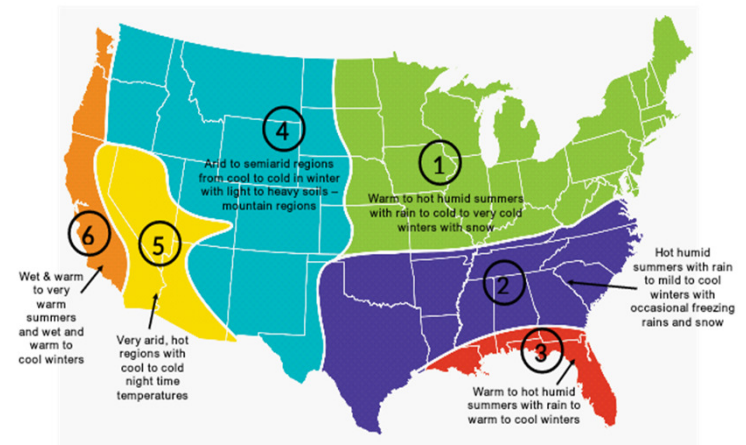 4
Arid to semiarid regions
from cool to cold in winter
with light to heavy soils –
mountain regions
1
Warm to hot humid summers
with rain to cold to very cold
winters with snow
6
Wet & warm
to very
warm
summers
and wet and
warm to
cool winters
5
Very arid, hot
regions with
cool to cold
night time
temperatures
2
Hot humid
summers with rain
to mild to cool
winters with
occasional freezing
rains and snow
3
Warm to hot humid
summers with rain to
warm to cool winters